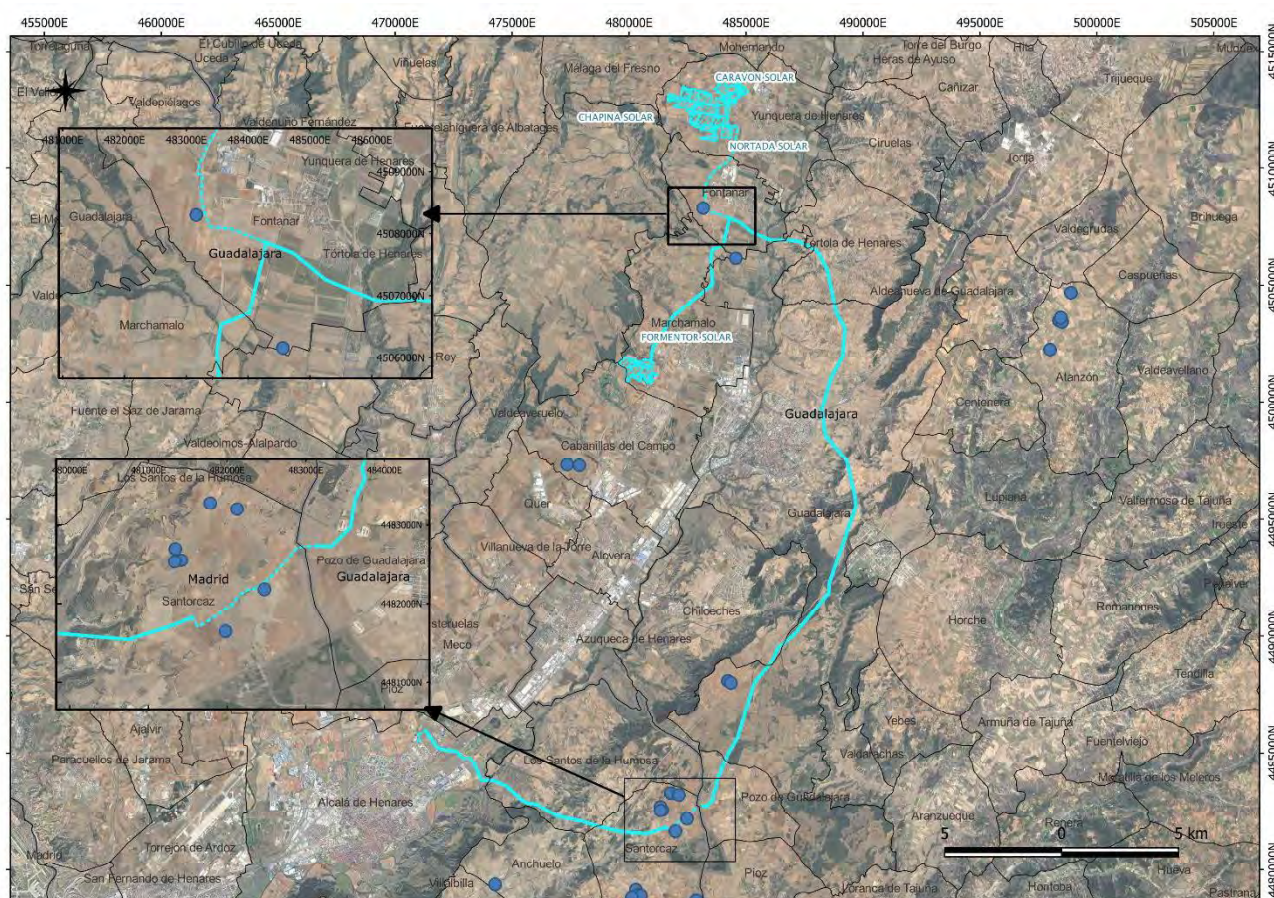 455000E 460000E 465000E 470000E 475000E 480000E 485000E 490000E 495000E 500000E 505000E
Torrelaguna
El Cubillo de Uceda
Uceda
Viñuelas
Málaga del Fresno
Mohernando
Torre del Burgo
Heras de Ayuso
Hita
4515000N
Valdepiélagos
CARAVON SOLAR
Cañizar
Trijueque
Valdenuño Fernández
CHAPINA SOLAR
Yunquera de Henares
Ciruelas
Torija
NORTADA SOLAR
4510000N
Fontanar
Brihuega
Valdegrudas
Tórtola de Henares
Caspueñas
Aldeanueva de Guadalajara
4505000N
Marchamalo
FORMENTOR SOLAR
Atanzón
Valdeavellano
Centenera
4500000N
481000E 482000E 483000E 484000E 485000E 486000E
Yunquera de Henares
4509000N
Guadalajara
Fontanar
4508000N
Guadalajara
Tórtola de Henares
4507000N
Marchamalo
4506000N
Fuente el Saz de Jarama
Valdeaveruelo
Guadalajara
Cabanillas del Campo
Lupiana
Valfermoso de Tajuña
Quer
Guadalajara
4495000N
Irueste
Villanueva de la Torre
Alovera
Chiloeches
Romanones
Horche
Azuqueca de Henares
Meco
4490000N
Tendilla
480000E 481000E 482000E 483000E 484000E
Los Santos de la Humosa
4483000N
Pozo de Guadalajara
Madrid
Guadalajara
Santorcaz
4482000N
4481000N
Pioz
Ajalvir
Paracuellos de Jarama
Yebes
Armuña de Tajuña
Valdarachas
Fuentelviejo
4485000N
Los Santos de la Humosa
Alcalá de Henares
Pozo de Guadalajara
Aranzueque
Renera
5 0 5 km
Torrejón de Ardoz
Santorcaz
Madrid
Anchuelo
Pioz
San Fernando de Henares
Villalbilla
Loranca de Tajuña
Hontoba
Hueva
4480000N
Pastrana